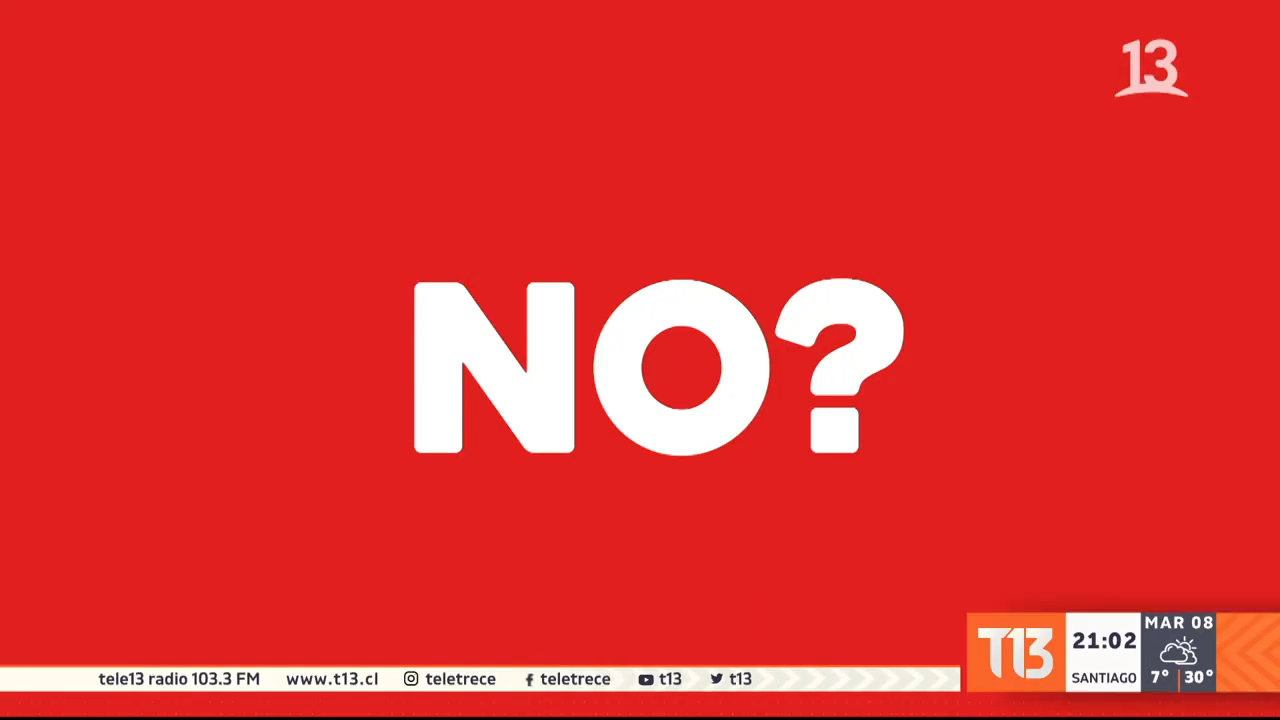 13
NO?
T13
21:02
SANTIAGO
MAR 08
7° 30°
tele13 radio 103.3 FM www.t13.cl teletrece teletrece t13 t13